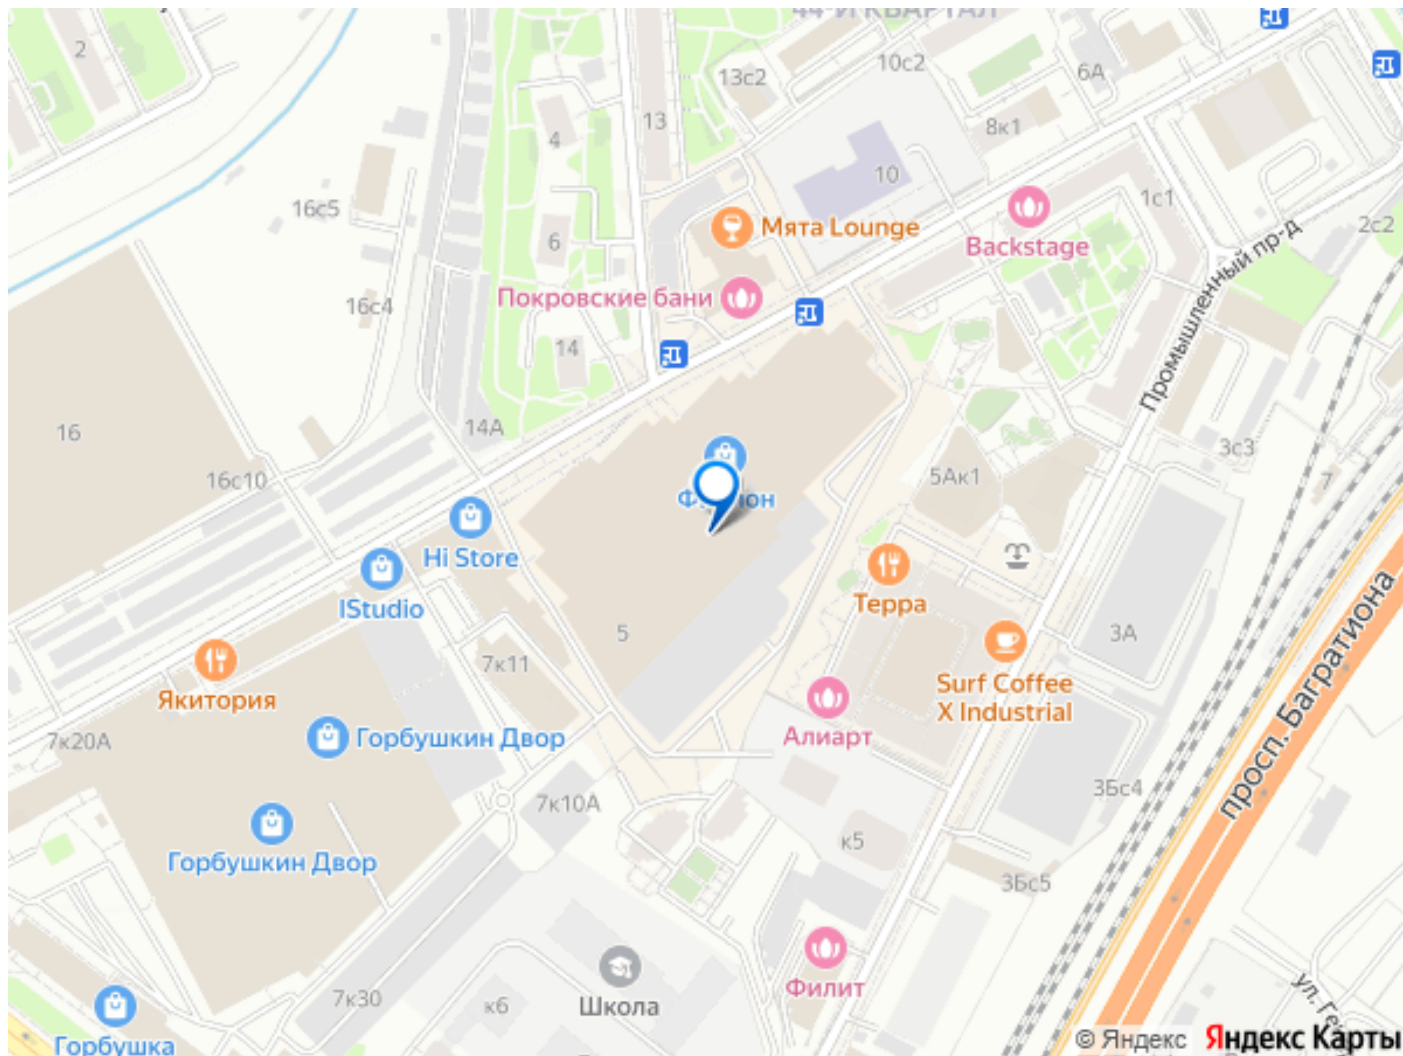 44-Й КВАРТАЛ
2
13с2
10с2
6А
13
4
8к1
10
1с1
16с5
Мята Lounge
2с2
6
Backstage
Промышленный пр-д
Покровские бани
16с4
14
14А
16
16с10
3с3
5Ак1
7
Hi Store
IStudio
Терра
просп. Багратиона
5
3А
7к11
Якитория
Surf Coffee
X Industrial
7к20А
Горбушкин Двор
Алиарт
7к10А
3Бс4
Горбушкин Двор
к5
3Бс5
Школа
Филит
7к30
к6
ул.
Горбушка
© Яндекс
Яндекс Карты